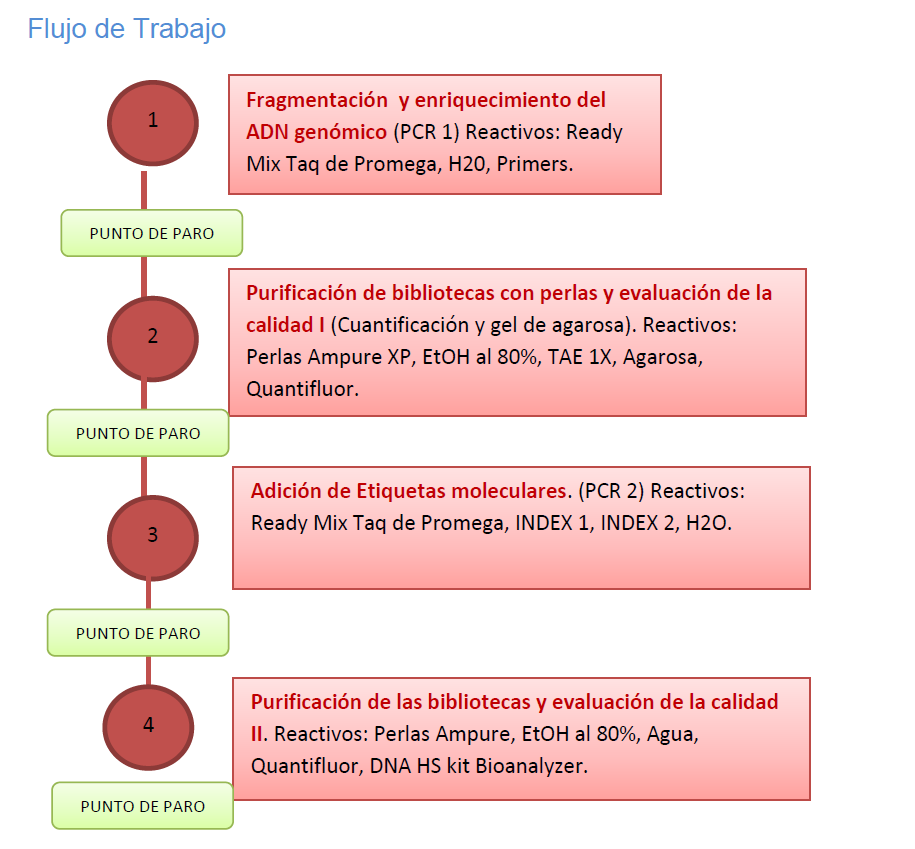 Flujo de Trabajo
1
Fragmentación y enriquecimiento del
ADN genómico (PCR 1) Reactivos: Ready
Mix Taq de Promega, H20, Primers.
PUNTO DE PARO
2
Purificación de bibliotecas con perlas y evaluación de la
calidad I (Cuantificación y gel de agarosa). Reactivos:
Perlas Ampure XP, EtOH al 80%, TAE 1X, Agarosa,
Quantifluor.
PUNTO DE PARO
3
Adición de Etiquetas moleculares. (PCR 2) Reactivos:
Ready Mix Taq de Promega, INDEX 1, INDEX 2, H2O.
PUNTO DE PARO
4
Purificación de las bibliotecas y evaluación de la calidad
II. Reactivos: Perlas Ampure, EtOH al 80%, Agua,
Quantifluor, DNA HS kit Bioanalyzer.
PUNTO DE PARO